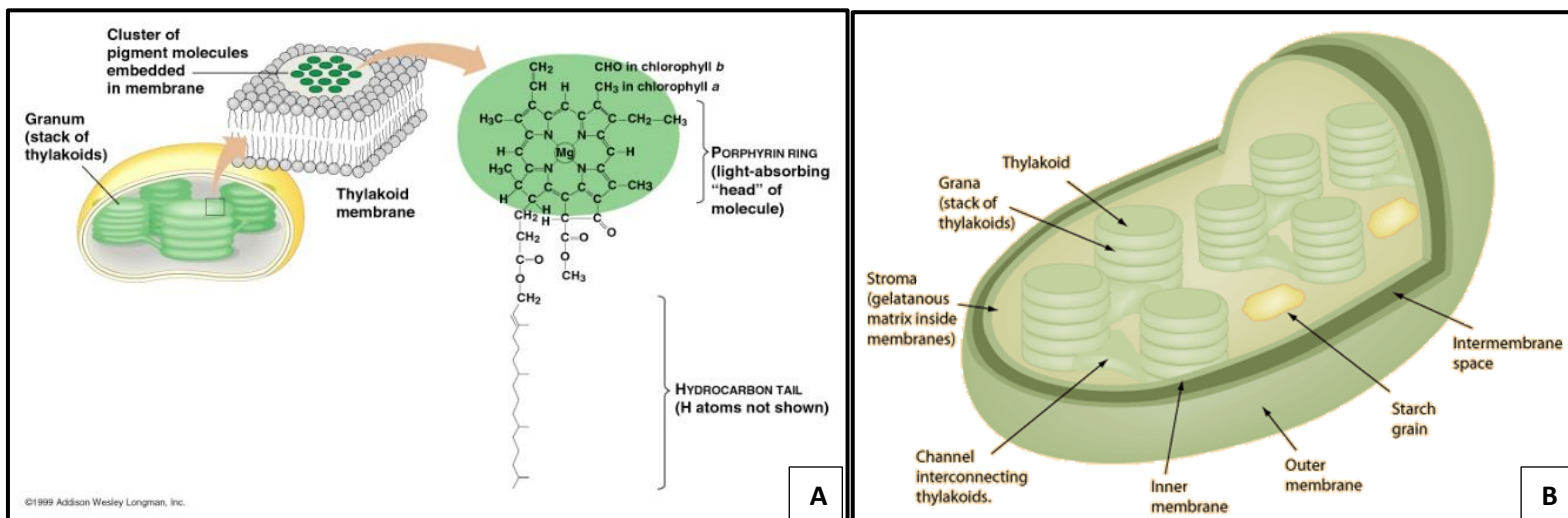 Cluster of
pigment molecules
embedded
in membrane
Granum
(stack of
thylakoids)
Thylakoid
membrane
CH₂
CH
H
CHO in chlorophyll b
CH₃ in chlorophyll a
C
C
C
C
C
H₃C—C
C
C
C
C—CH₂—CH₃
N
N
H—C
Mg
C—H
H₃C
N
N
C
C
C
C
C
C
C
C
C
CH₃
H
H
CH₂
H
C
C
O
CH₂
C—O
C—O
O
O
CH₃
CH₂
PORPHYRIN RING
(light-absorbing
"head" of
molecule)
HYDROCARBON TAIL
(H atoms not shown)
©1999 Addison Wesley Longman, Inc.
A
Thylakoid
Grana
(stack of
thylakoids)
Stroma
(gelatanous
matrix inside
membranes)
Intermembrane
space
Starch
grain
Channel
interconnecting
thylakoids.
Inner
membrane
Outer
membrane
B